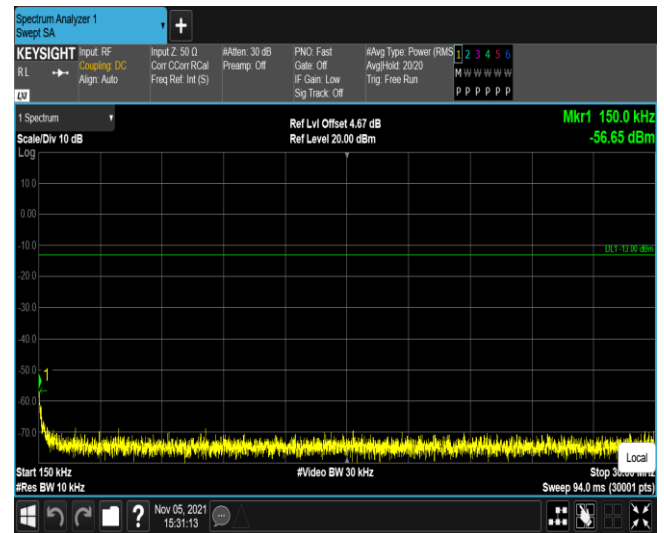 Spectrum Analyzer 1
Swept SA
+
KEYSIGHT Input: RF Input Z: 50 Ω #Atten: 30 dB PNO: Fast #Avg Type: Power (RMS 1 2 3 4 5 6
RL Coupling: DC Corr CCorr RCal Preamp: Off Gate: Off Avg|Hold: 20/20 M W W W W W
Align: Auto Freq Ref: Int (S) IF Gain: Low Trig: Free Run
Sig Track: Off P P P P P P
LXI
1 Spectrum Ref Lvl Offset 4.67 dB Mkr1 150.0 kHz
Scale/Div 10 dB Ref Level 20.00 dBm -56.65 dBm
Log
10.0
0.00
-10.0
DL1 -13.00 dBm
-20.0
-30.0
-40.0
-50.0
1
-60.0
-70.0
Local
Start 150 kHz #Video BW 30 kHz Stop 30.00 MHz
#Res BW 10 kHz Sweep 94.0 ms (30001 pts)
? Nov 05, 2021
15:31:13